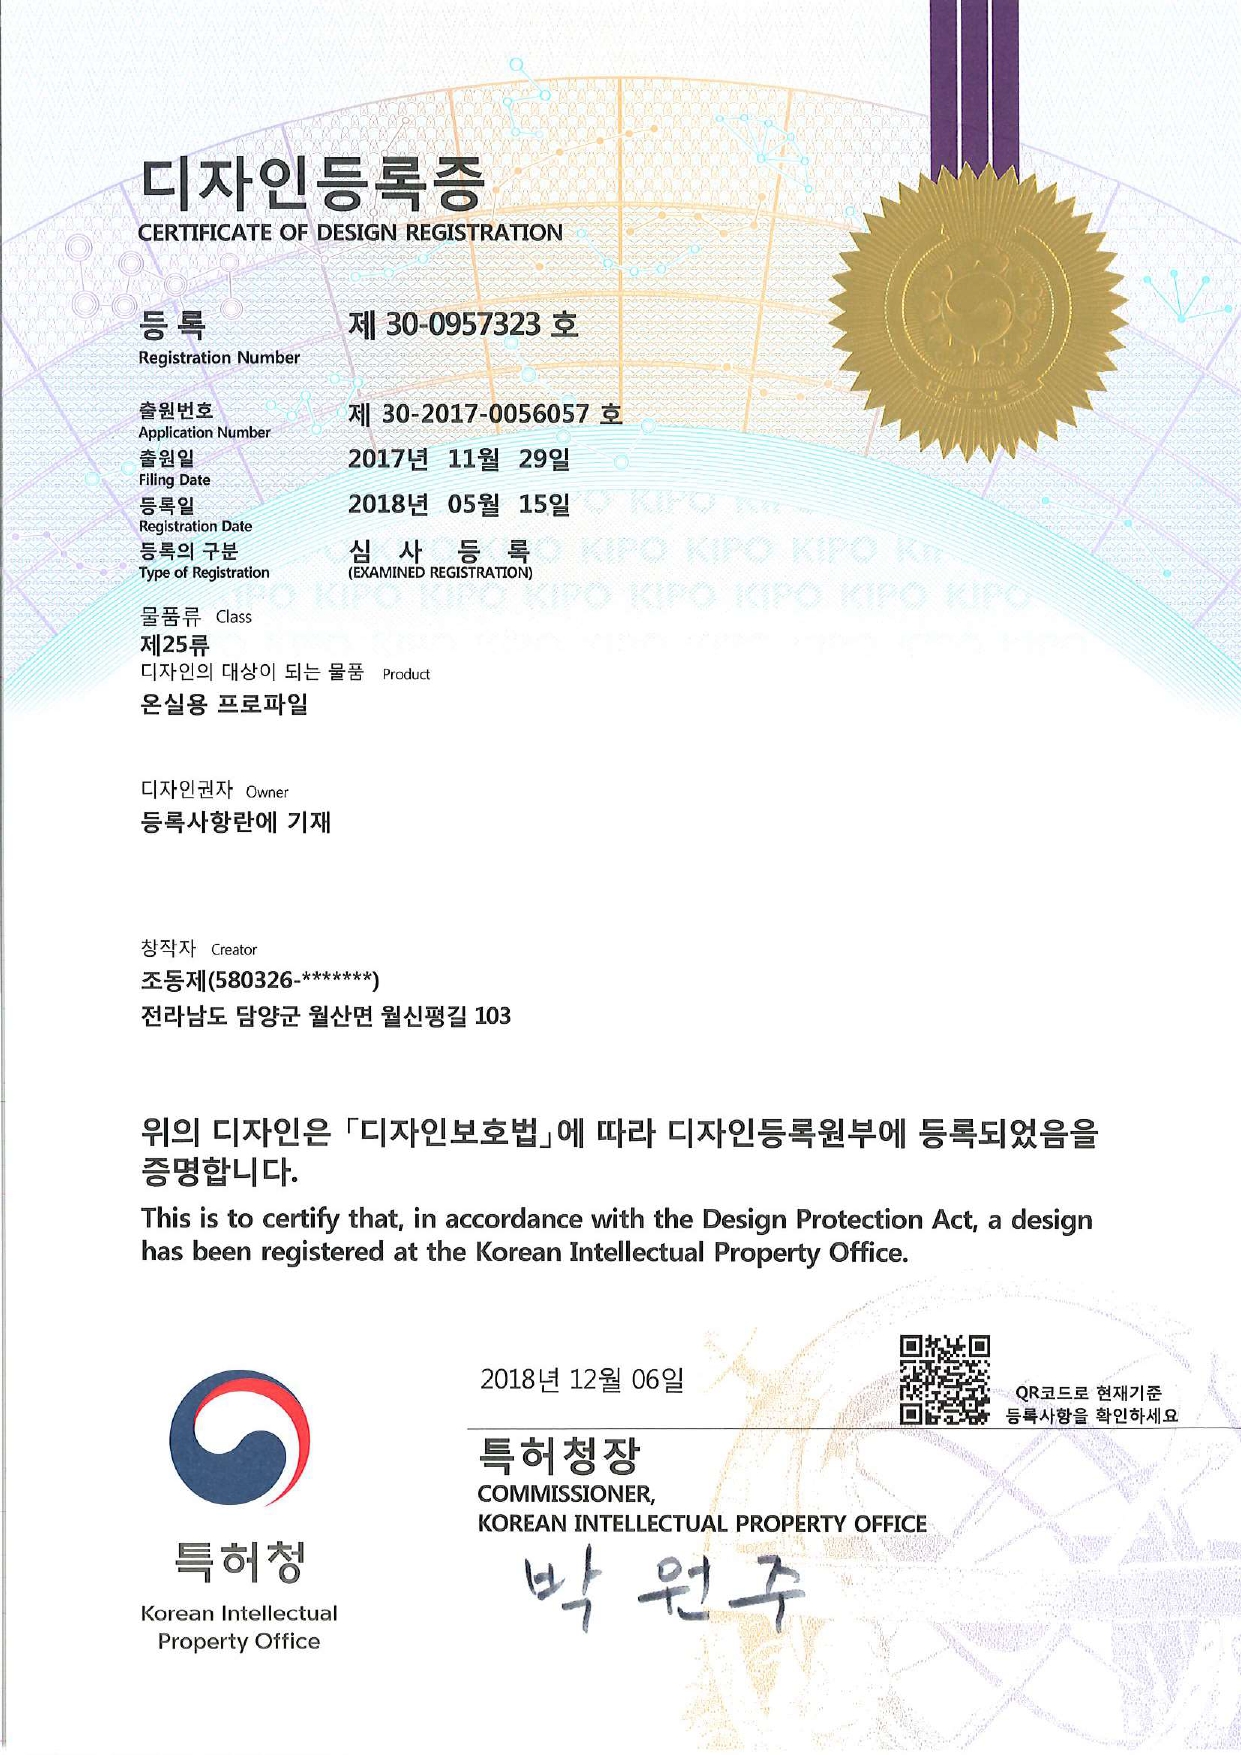 디자인등록증
CERTIFICATE OF DESIGN REGISTRATION
등 록 제 30-0957323 호
Registration Number
출원번호 제 30-2017-0056057 호
Application Number
출원일 2017년 11월 29일
Filing Date
등록일 2018년 05월 15일
Registration Date
등록의 구분 심 사 등 록
Type of Registration (EXAMINED REGISTRATION)
물품류 Class
제25류
디자인의 대상이 되는 물품 Product
온실용 프로파일
디자인권자 Owner
등록사항란에 기재
창작자 Creator
조동제(580326-*******)
전라남도 담양군 월산면 월신평길 103
위의 디자인은 「디자인보호법」에 따라 디자인등록원부에 등록되었음을
증명합니다.
This is to certify that, in accordance with the Design Protection Act, a design
has been registered at the Korean Intellectual Property Office.
2018년 12월 06일
QR코드로 현재기준
등록사항을 확인하세요
특허청장
COMMISSIONER,
KOREAN INTELLECTUAL PROPERTY OFFICE
박 원 주
특허청
Korean Intellectual
Property Office